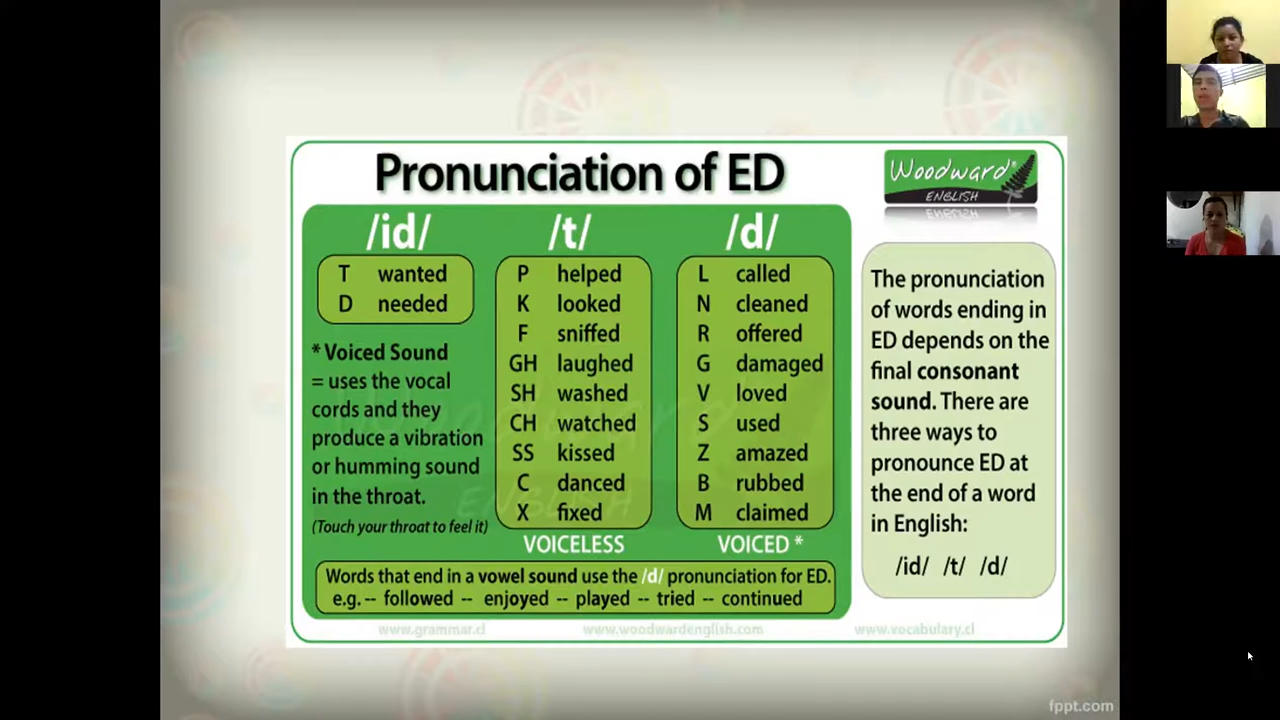 Pronunciation of ED
Woodward®
ENGLISH
/id/
T wanted
D needed
* Voiced Sound
= uses the vocal
cords and they
produce a vibration
or humming sound
in the throat.
(Touch your throat to feel it)
/t/
P helped
K looked
F sniffed
GH laughed
SH washed
CH watched
SS kissed
C danced
X fixed
VOICELESS
/d/
L called
N cleaned
R offered
G damaged
V loved
S used
Z amazed
B rubbed
M claimed
VOICED *
Words that end in a vowel sound use the /d/ pronunciation for ED.
e.g. -- followed -- enjoyed -- played -- tried -- continued
The pronunciation
of words ending in
ED depends on the
final consonant
sound. There are
three ways to
pronounce ED at
the end of a word
in English:
/id/ /t/ /d/
www.grammar.cl www.woodwardenglish.com www.vocabulary.cl
fppt.com